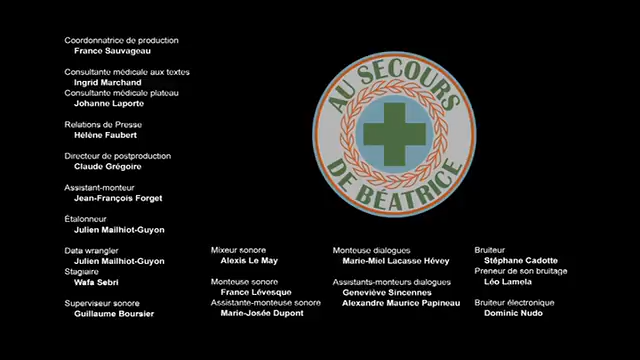 Coordonnatrice de production
France Sauvageau
Consultante médicale aux textes
Ingrid Marchand
Consultante médicale plateau
Johanne Laporte
Relations de Presse
Hélène Faubert
Directeur de postproduction
Claude Grégoire
Assistant-monteur
Jean-François Forget
Étalonneur
Julien Mailhiot-Guyon
Data wrangler
Julien Mailhiot-Guyon
Stagiaire
Wafa Sebri
Superviseur sonore
Guillaume Boursier
Mixeur sonore
Alexis Le May
Monteuse sonore
France Lévesque
Assistante-monteuse sonore
Marie-Josée Dupont
AU SECOURS
DE BÉATRICE
Monteuse dialogues
Marie-Miel Lacasse Hévey
Assistants-monteurs dialogues
Geneviève Sincennes
Alexandre Maurice Papineau
Bruiteur
Stéphane Cadotte
Preneur de son bruitage
Léo Lamela
Bruiteur électronique
Dominic Nudo